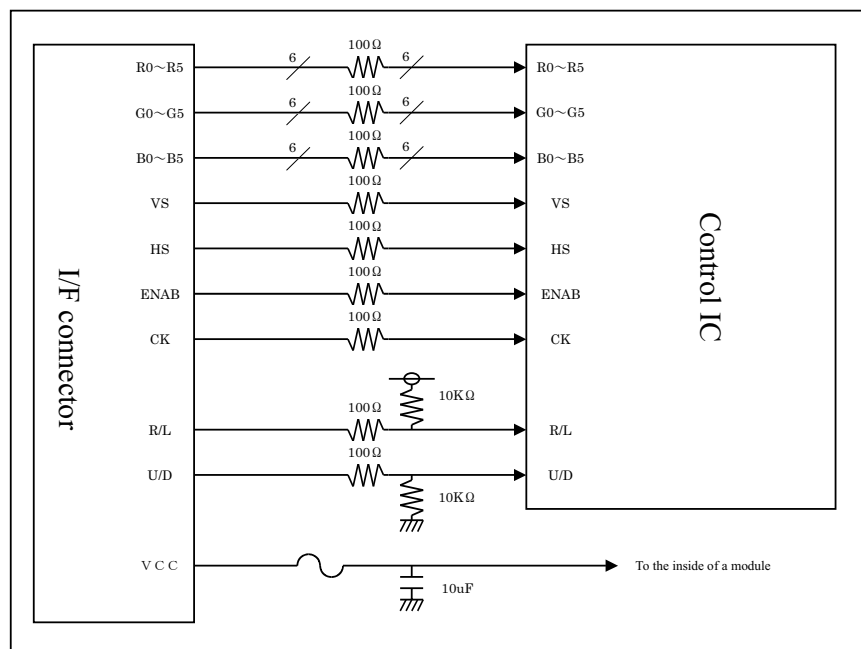 100Ω
R0～R5 6 6 R0～R5
100Ω
G0～G5 6 6 G0～G5
100Ω
B0～B5 6 6 B0～B5
100Ω
VS VS
100Ω
HS HS
100Ω
ENAB ENAB
100Ω
CK CK
I/F connector
Control IC
10KΩ
100Ω
R/L R/L
100Ω
U/D U/D
10KΩ
VCC To the inside of a module
10uF